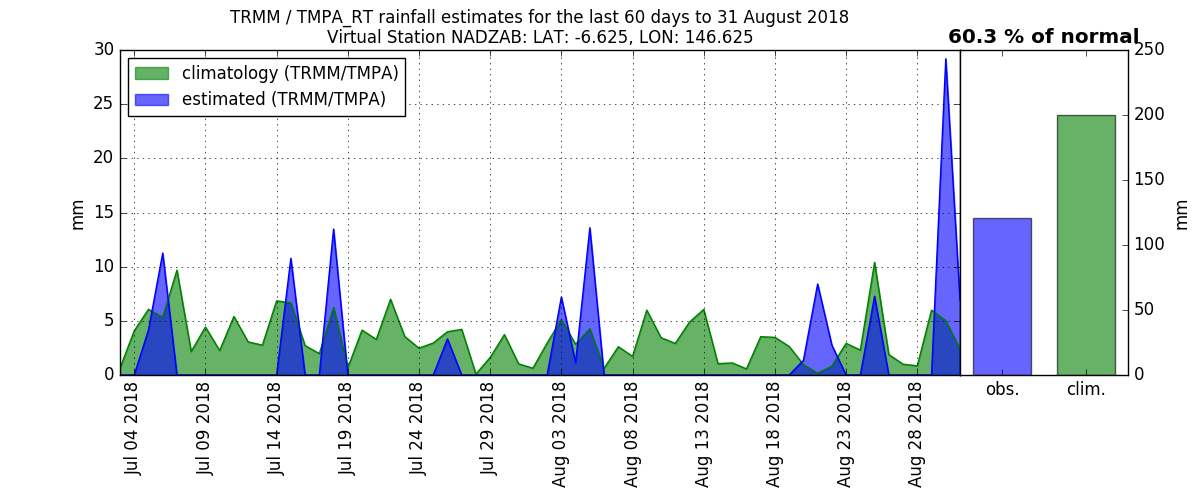 TRMM / TMPA_RT rainfall estimates for the last 60 days to 31 August 2018
Virtual Station NADZAB: LAT: -6.625, LON: 146.625
60.3 % of normal
climatology (TRMM/TMPA)
estimated (TRMM/TMPA)
mm
30
25
20
15
10
5
0
Jul 04 2018
Jul 09 2018
Jul 14 2018
Jul 19 2018
Jul 24 2018
Jul 29 2018
Aug 03 2018
Aug 08 2018
Aug 13 2018
Aug 18 2018
Aug 23 2018
Aug 28 2018
obs.
clim.
250
200
150
100
50
0
mm